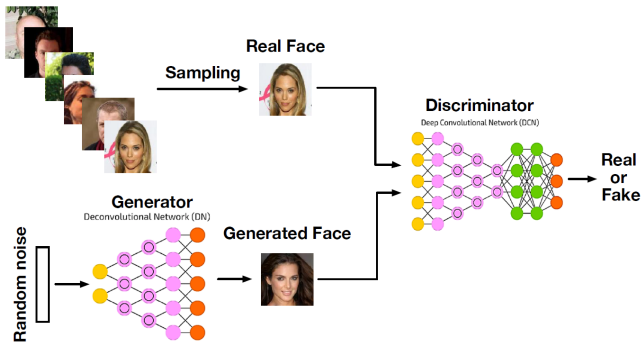 Real Face
Sampling
Discriminator
Deep Convolutional Network (DCN)
Real
or
Fake
Generator
Deconvolutional Network (DN)
Generated Face
Random noise